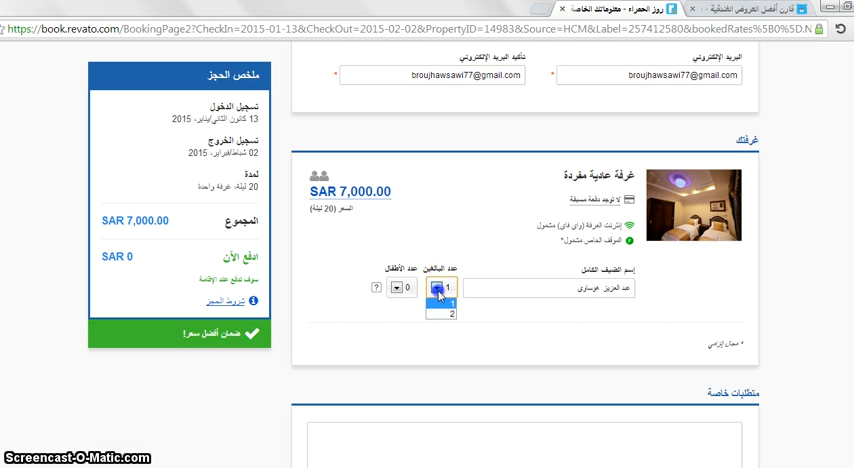 قارن أفضل العروض الفندقية
روز الحمراء - معلوماتك الخاصة
https://book.revato.com/BookingPage2?CheckIn=2015-01-13&CheckOut=2015-02-02&PropertyID=14983&Source=HCM&Label=257412580&bookedRates%5B0%5D.N
البريد الإلكتروني
تأكيد البريد الإلكتروني
broujhawsawi77@gmail.com
* broujhawsawi77@gmail.com *
غرفتك
غرفة عادية مفردة
لا توجد دفعة مسبقة
إنترنت الغرفة (واي فاي) مشمول
P الموقف الخاص مشمول*
SAR 7,000.00
السعر (20 ليلة)
إسم الضيف الكامل
عدد البالغين
عدد الأطفال
عبد العزيز هوساوي
1
0
?
1
2
* مجال إلزامي
متطلبات خاصة
ملخص الحجز
تسجيل الدخول
13 كانون الثاني/يناير، 2015
تسجيل الخروج
02 شباط/فبراير، 2015
لمدة
20 ليلة، غرفة واحدة
المجموع SAR 7,000.00
ادفع الآن SAR 0
سوف تدفع عند الإقامة
شروط الحجز
ضمان أفضل سعر!
Screencast-O-Matic.com